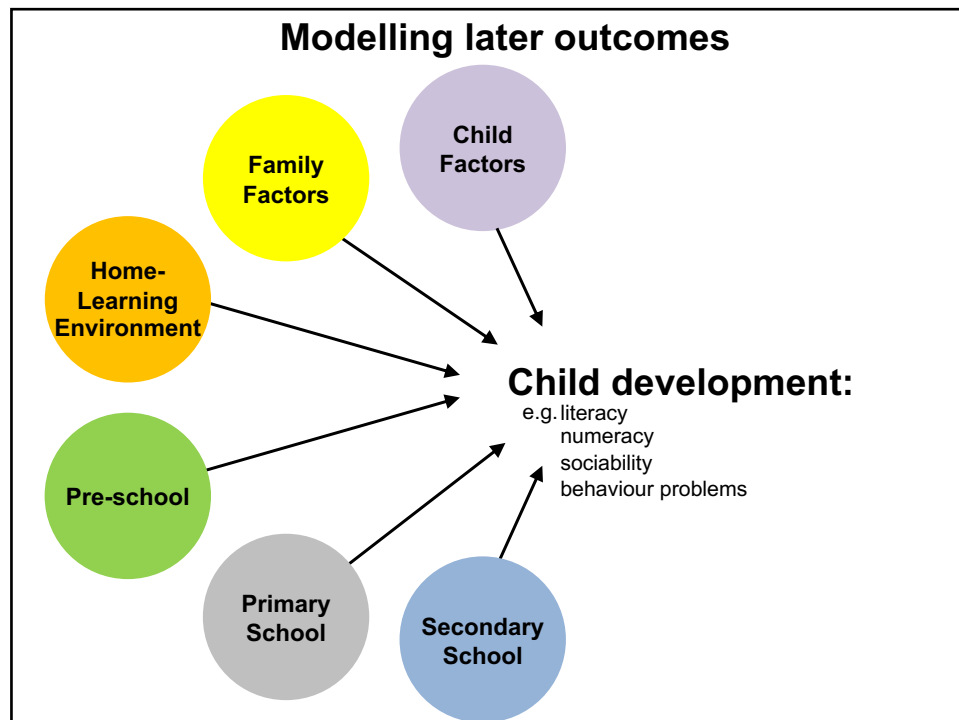 Modelling later outcomes
Child
Factors
Family
Factors
Home-
Learning
Environment
Child development:
e.g. literacy
numeracy
sociability
behaviour problems
Pre-school
Primary
School
Secondary
School